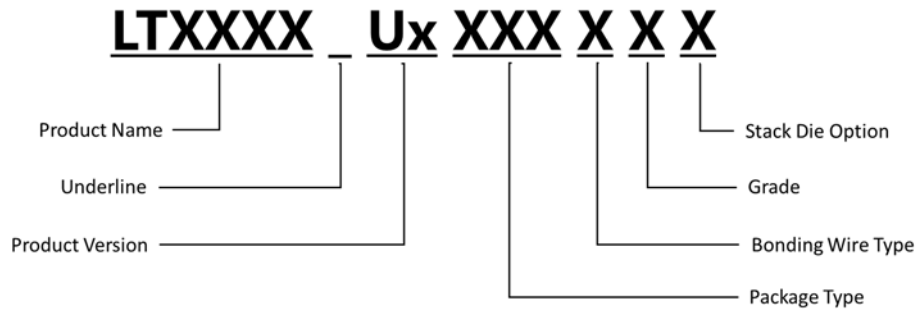 LTXXXX _ Ux XXX X X X
Product Name
Stack Die Option
Underline
Grade
Product Version
Bonding Wire Type
Package Type